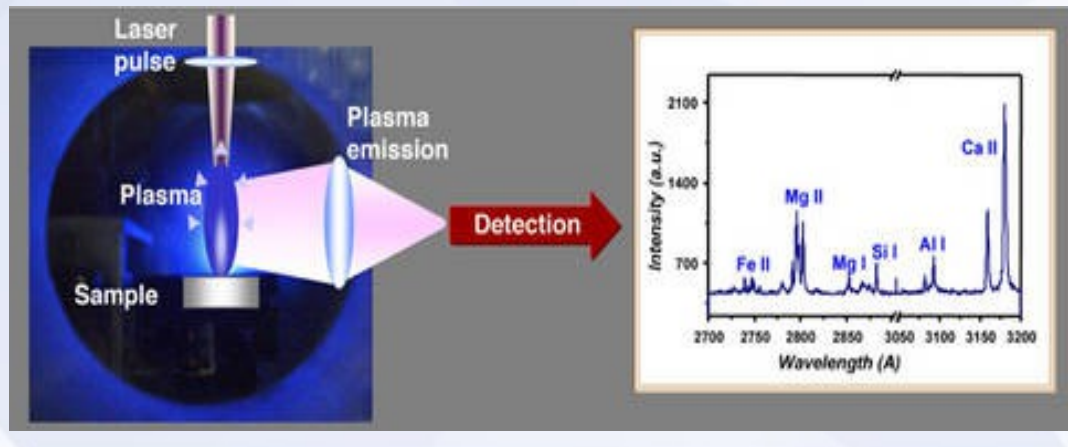 Laser
pulse
Plasma
emission
Plasma
Sample
Detection
Intensity (a.u.)
2100
1400
700
Fe II
Mg II
Mg I
Si I
Al I
Ca II
2700 2750 2800 2850 3050 3100 3150 3200
Wavelength (A)